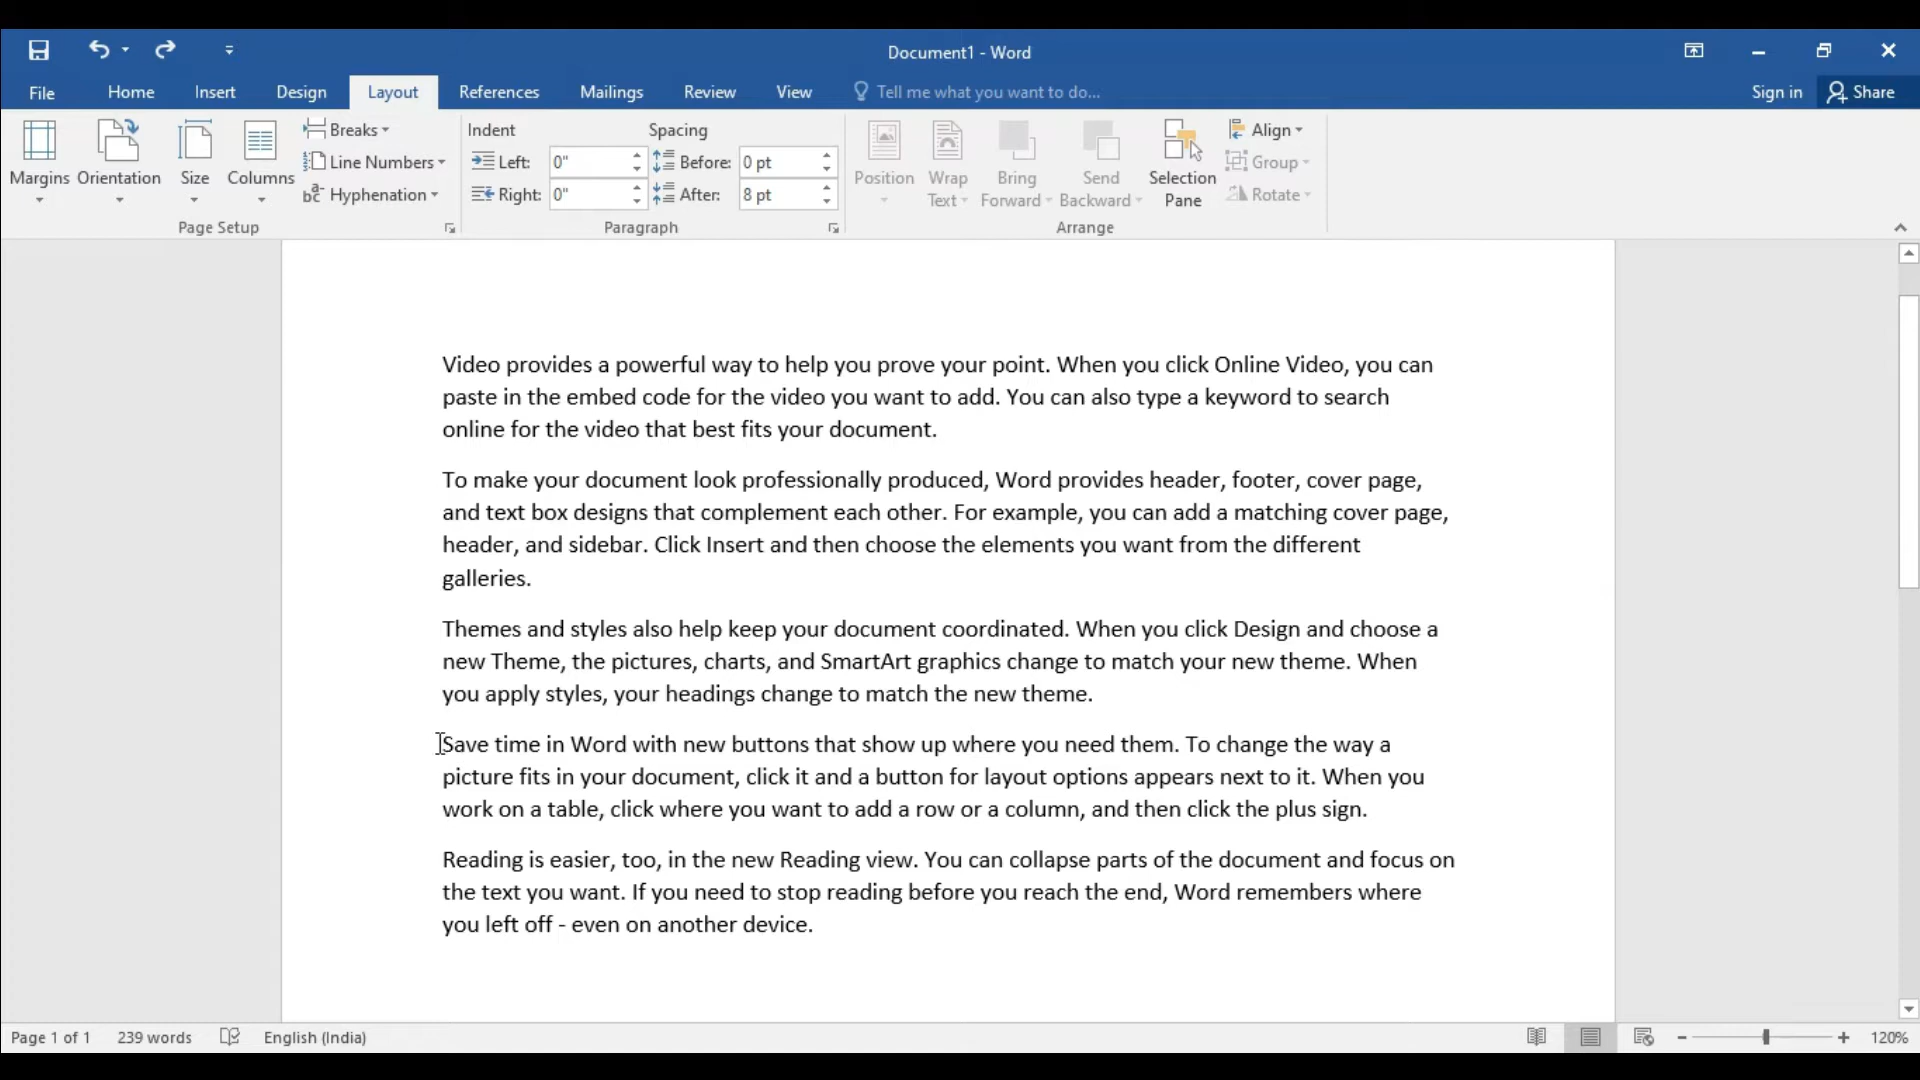 Document1 - Word
File Home Insert Design Layout References Mailings Review View Tell me what you want to do... Sign in Share
Margins Orientation Size Columns
Breaks
Line Numbers
Hyphenation
Page Setup
Indent
Left: 0"
Right: 0"
Spacing
Before: 0 pt
After: 8 pt
Paragraph
Position
Wrap Text
Bring Forward
Send Backward
Selection Pane
Align
Group
Rotate
Arrange
Video provides a powerful way to help you prove your point. When you click Online Video, you can
paste in the embed code for the video you want to add. You can also type a keyword to search
online for the video that best fits your document.
To make your document look professionally produced, Word provides header, footer, cover page,
and text box designs that complement each other. For example, you can add a matching cover page,
header, and sidebar. Click Insert and then choose the elements you want from the different
galleries.
Themes and styles also help keep your document coordinated. When you click Design and choose a
new Theme, the pictures, charts, and SmartArt graphics change to match your new theme. When
you apply styles, your headings change to match the new theme.
Save time in Word with new buttons that show up where you need them. To change the way a
picture fits in your document, click it and a button for layout options appears next to it. When you
work on a table, click where you want to add a row or a column, and then click the plus sign.
Reading is easier, too, in the new Reading view. You can collapse parts of the document and focus on
the text you want. If you need to stop reading before you reach the end, Word remembers where
you left off - even on another device.
Page 1 of 1 239 words English (India) 120%